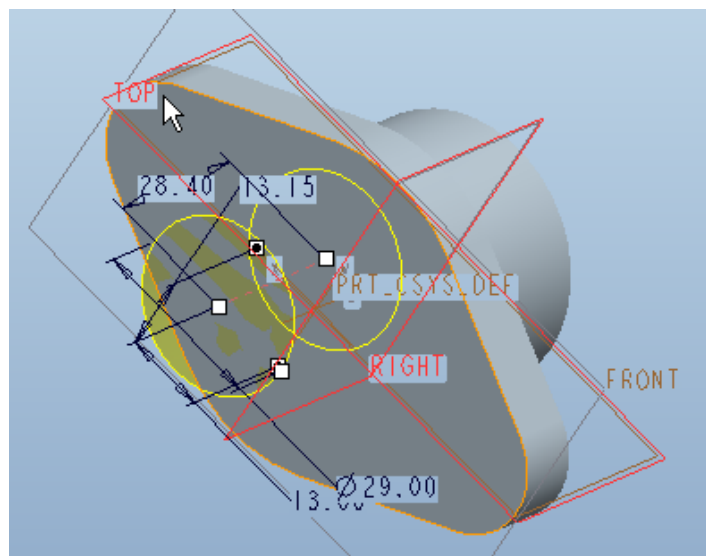 TOP
28.40
13.15
PRT_CSYS_DEF
RIGHT
FRONT
Ø29.00